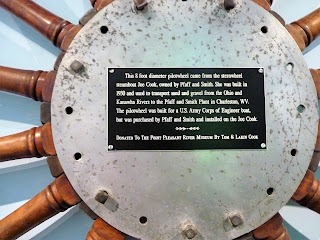 This 8 foot diameter pilotwheel came from the sternwheel
steamboat Joe Cook, owned by Pfaff and Smith. She was built in
1930 and used to transport sand and gravel from the Ohio and
Kanawha Rivers to the Pfaff and Smith Plant in Charleston, WV.
The pilotwheel was built for a U.S. Army Corps of Engineer boat,
but was purchased by Pfaff and Smith and installed on the Joe Cook.
Donated To The Point Pleasant River Museum By Tom & Laken Cook